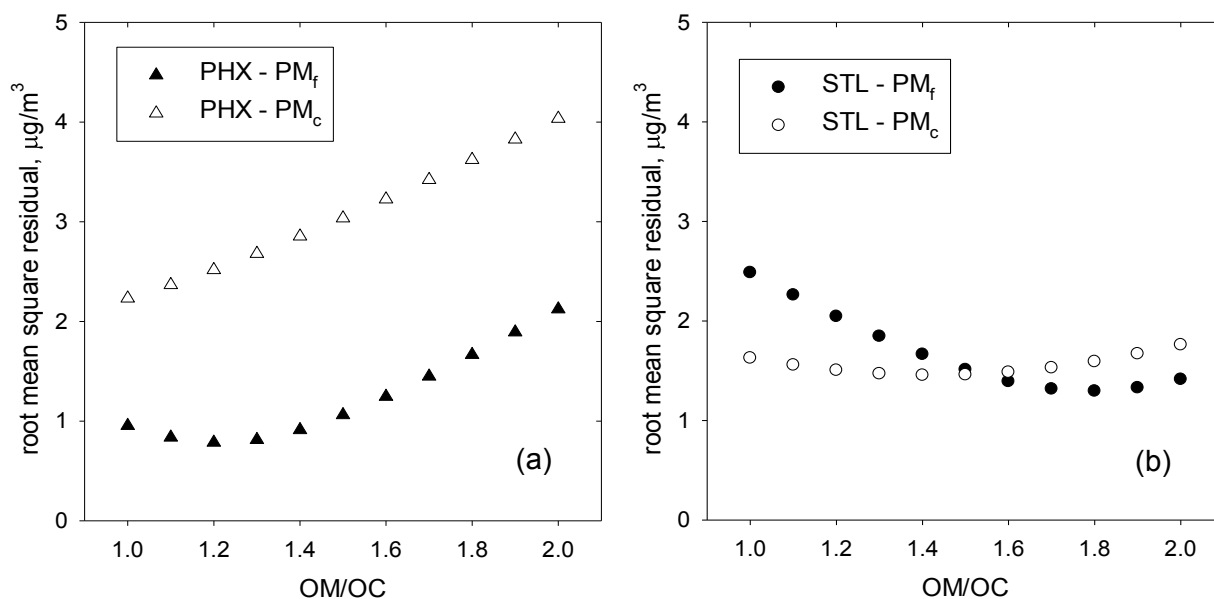 root mean square residual, μg/m³
5
4
3
2
1
0
PHX - PMf
PHX - PMc
(a)
1.0 1.2 1.4 1.6 1.8 2.0
OM/OC
root mean square residual, μg/m³
5
4
3
2
1
0
STL - PMf
STL - PMc
(b)
1.0 1.2 1.4 1.6 1.8 2.0
OM/OC